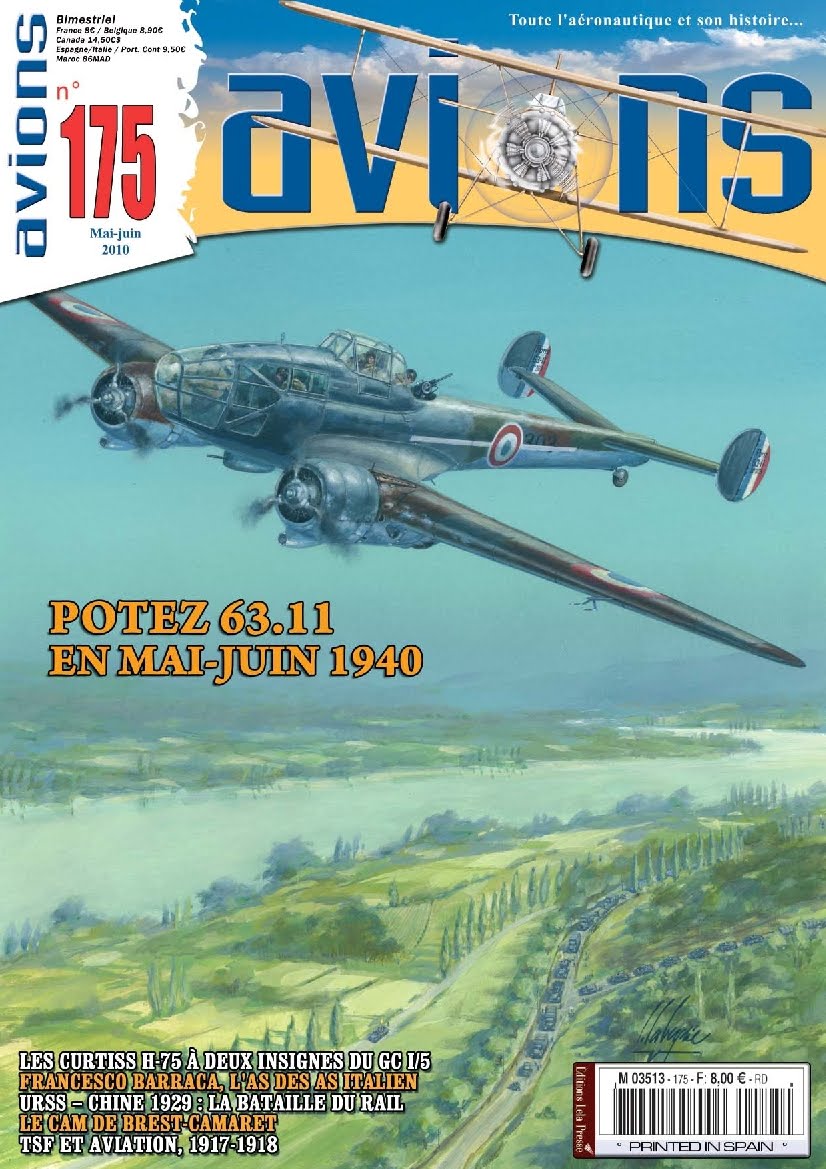 avions
Bimestriel
France 8€ / Belgique 8,90€
Canada 14,50C$
Espagne/Italie / Port. Cont 9,50€
Maroc 86MAD
n°
175
Mai-juin
2010
Toute l'aéronautique et son histoire...
avions
POTEZ 63.11
EN MAI-JUIN 1940
LES CURTISS H-75 À DEUX INSIGNES DU GC I/5
FRANCESCO BARRACA, L'AS DES AS ITALIEN
URSS – CHINE 1929 : LA BATAILLE DU RAIL
LE CAM DE BREST-CAMARET
TSF ET AVIATION, 1917-1918
Editions Lela Presse
M 03513 - 175 - F: 8,00 € - RD
PRINTED IN SPAIN